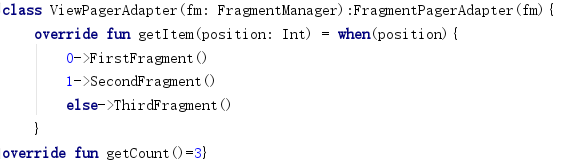 class ViewPagerAdapter(fm: FragmentManager):FragmentPagerAdapter(fm){
    override fun getItem(position: Int) = when(position){
        0->FirstFragment()
        1->SecondFragment()
        else->ThirdFragment()
    }
override fun getCount()=3}